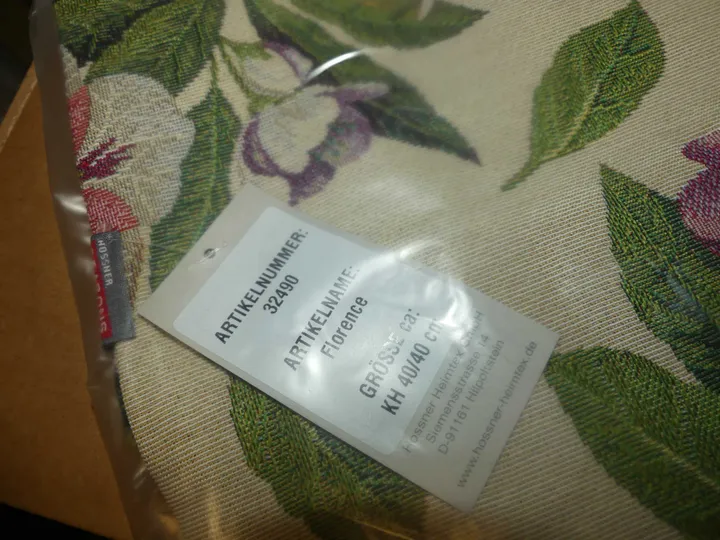 HOSSNER
ARTIKELNUMMER:
32490
ARTIKELNAME:
Florence
GRÖSSE ca:
KH 40/40 cm
Hossner Heimtex GmbH
Siemensstrasse 14
D-91161 Hilpoltstein
www.hossner-heimtex.de